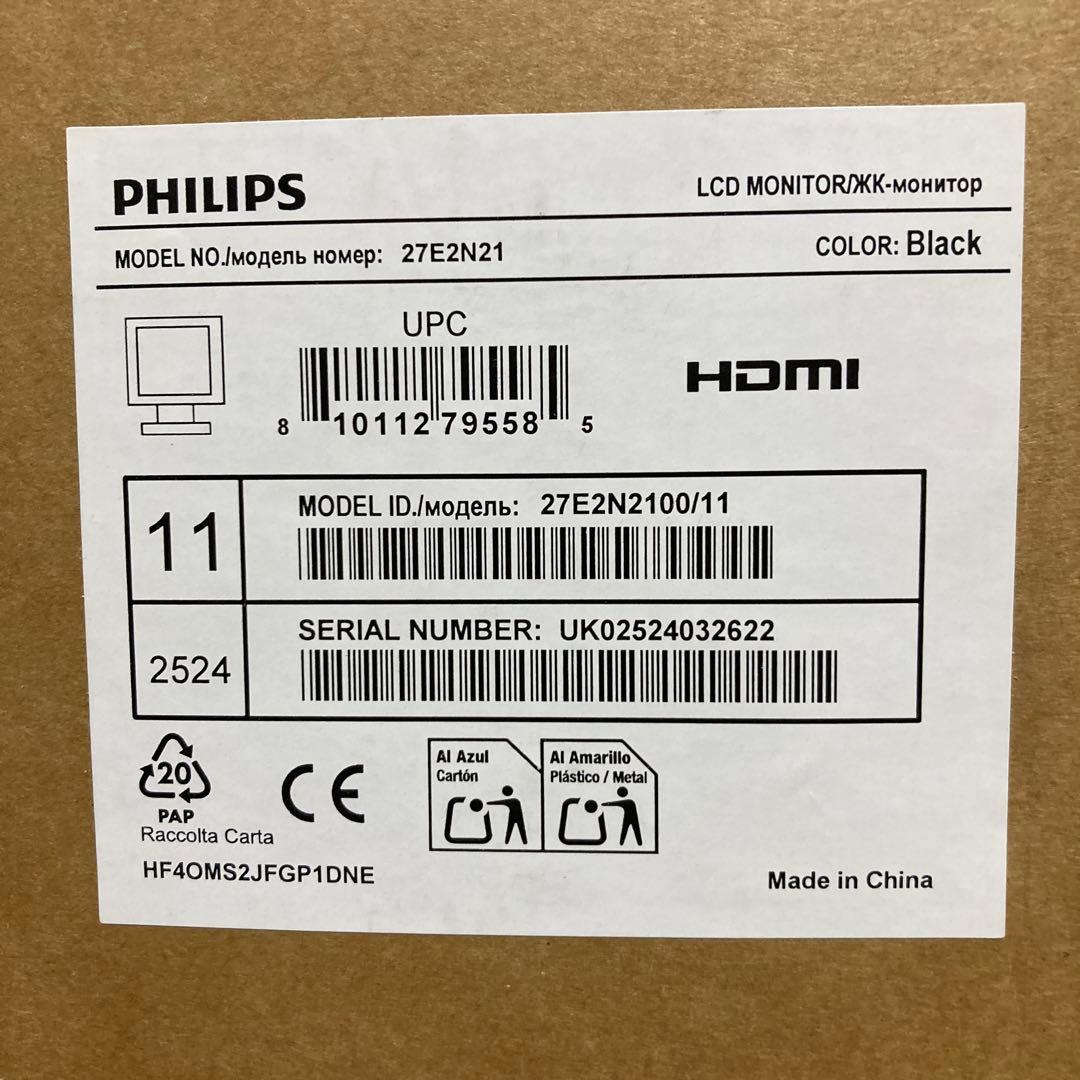 PHILIPS
LCD MONITOR/ЖК-монитор
MODEL NO./модель номер: 27E2N21
COLOR: Black
UPC
8 10112 79558 5
HDMI
11
MODEL ID./модель: 27E2N2100/11
2524
SERIAL NUMBER: UK02524032622
20
PAP
Raccolta Carta
CE
Al Azul
Cartón
Al Amarillo
Plástico / Metal
HF4OMS2JFGP1DNE
Made in China